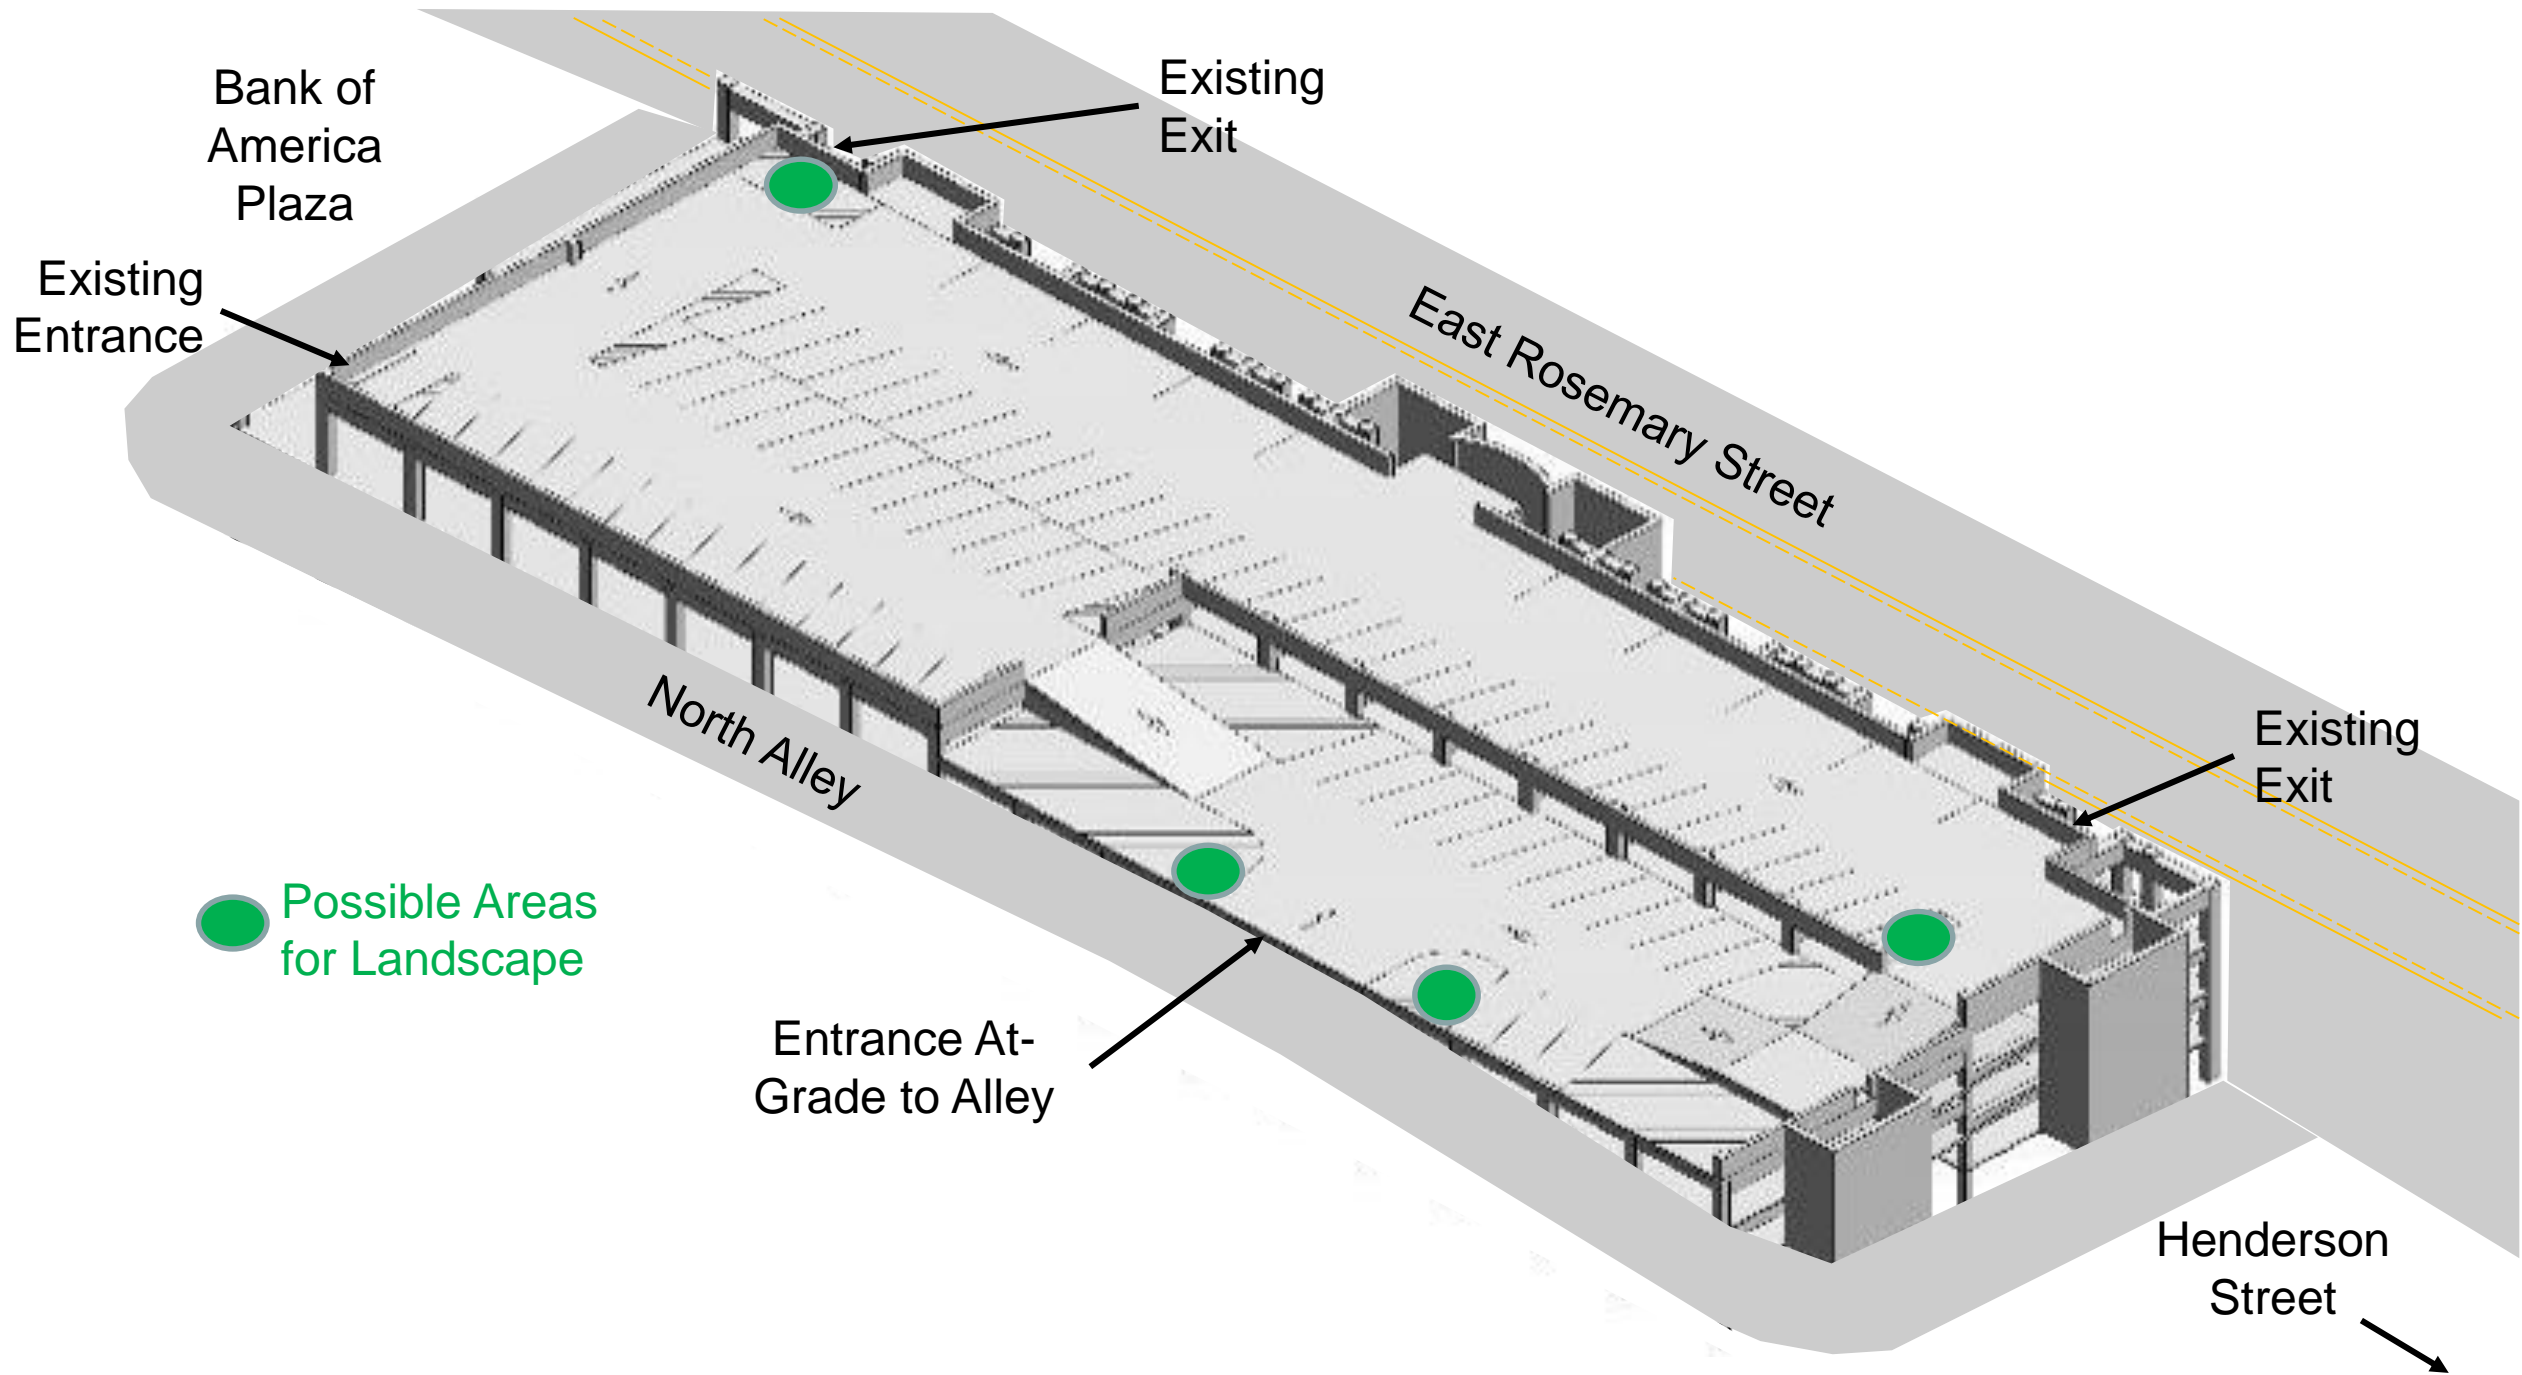 Bank of
America
Plaza
Existing
Exit
Existing
Entrance
East Rosemary Street
North Alley
Existing
Exit
Possible Areas
for Landscape
Entrance At-
Grade to Alley
Henderson
Street